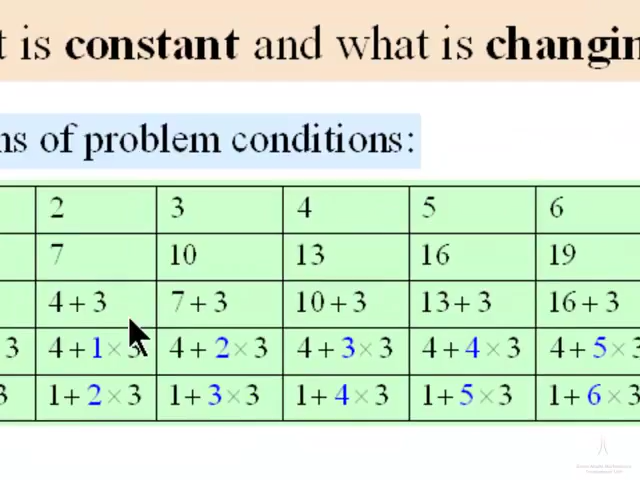 t is constant and what is changin
ns of problem conditions:
2 3 4 5 6
7 10 13 16 19
4+3 7+3 10+3 13+3 16+3
3 4+1×3 4+2×3 4+3×3 4+4×3 4+5×3
3 1+2×3 1+3×3 1+4×3 1+5×3 1+6×3